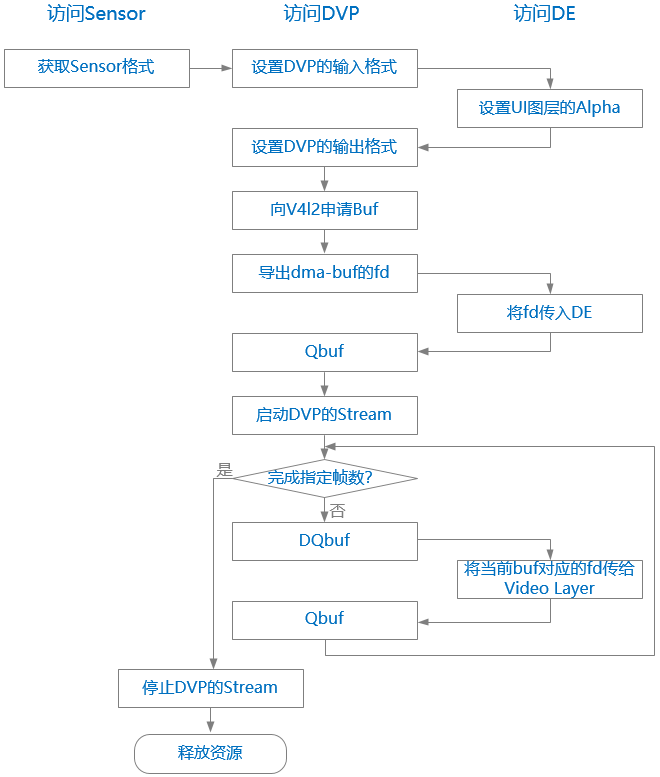 访问Sensor
访问DVP
访问DE
获取Sensor格式
设置DVP的输入格式
设置UI图层的Alpha
设置DVP的输出格式
向V4l2申请Buf
导出dma-buf的fd
将fd传入DE
Qbuf
启动DVP的Stream
是
完成指定帧数?
否
DQbuf
将当前buf对应的fd传给
Video Layer
Qbuf
停止DVP的Stream
释放资源